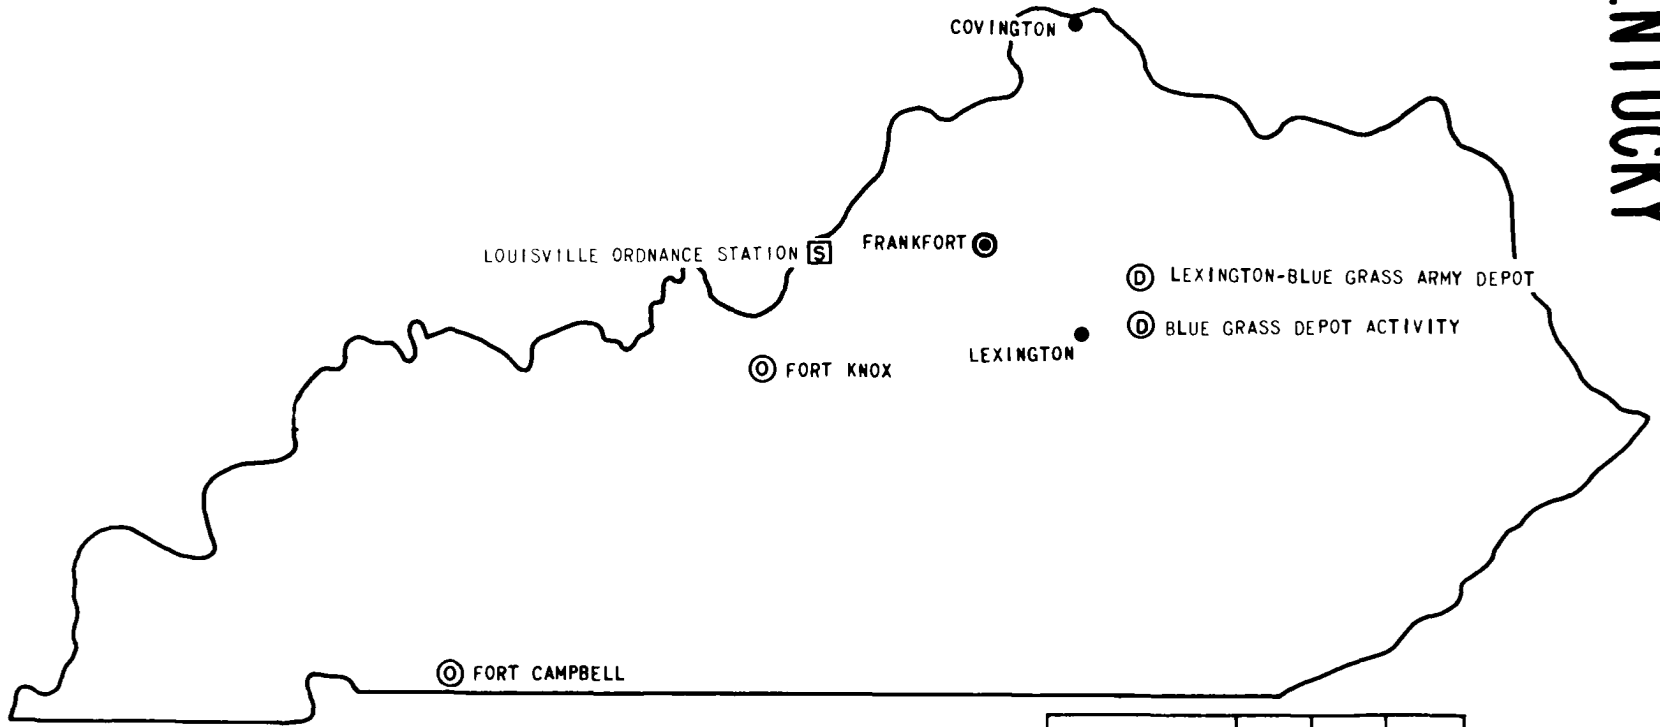 COVINGTON
NTUCKY
LOUISVILLE ORDNANCE STATION S
FRANKFORT
D LEXINGTON-BLUE GRASS ARMY DEPOT
D BLUE GRASS DEPOT ACTIVITY
LEXINGTON
O FORT KNOX
O FORT CAMPBELL